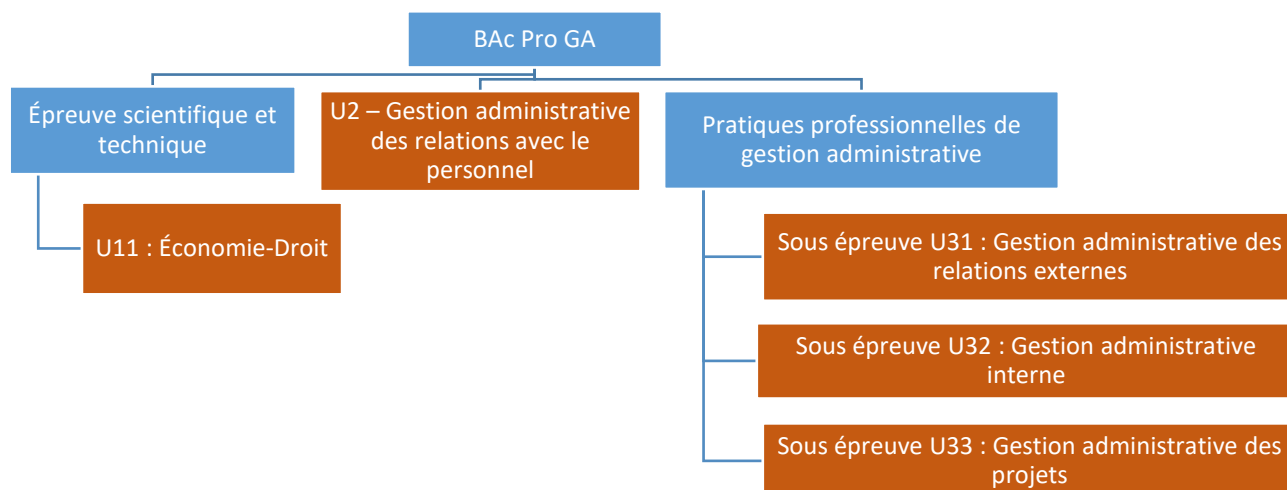 BAc Pro GA
Épreuve scientifique et
technique
U2 – Gestion administrative
des relations avec le
personnel
Pratiques professionnelles de
gestion administrative
U11 : Économie-Droit
Sous épreuve U31 : Gestion administrative des
relations externes
Sous épreuve U32 : Gestion administrative
interne
Sous épreuve U33 : Gestion administrative des
projets